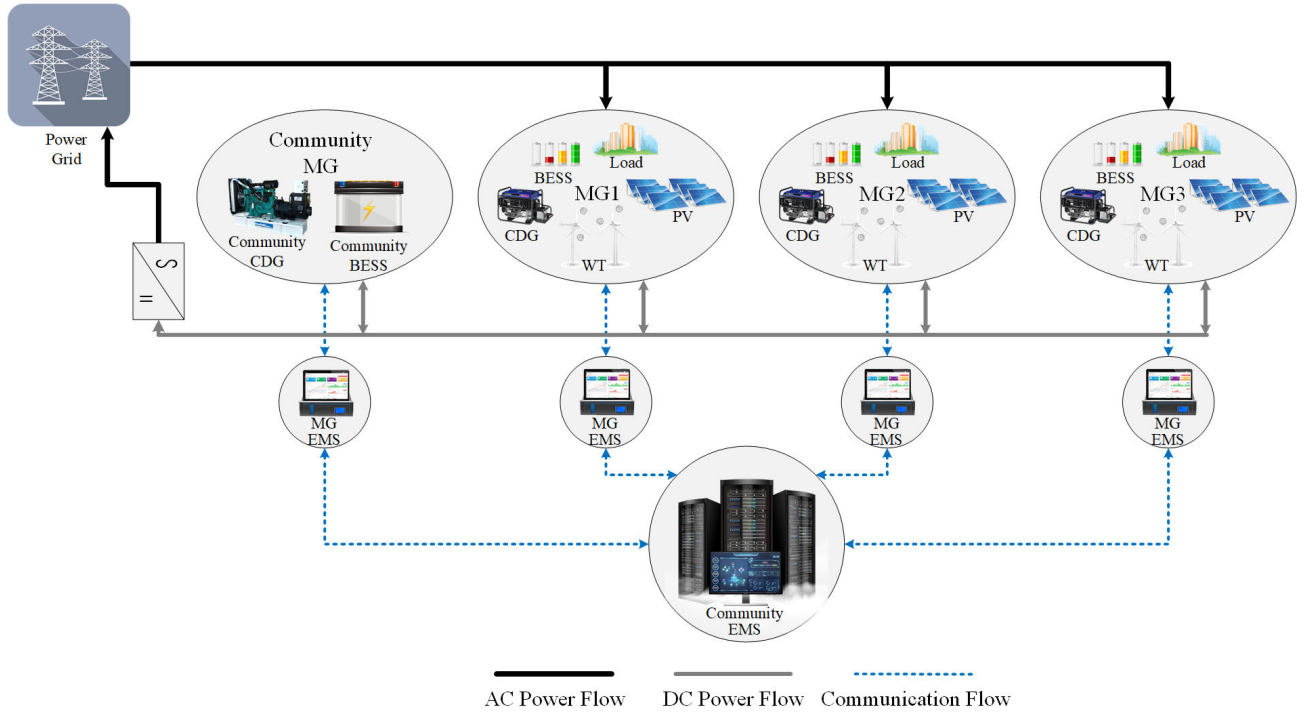 Power
Grid
Community
MG
Community
CDG
Community
BESS
BESS
Load
MG1
CDG
PV
WT
BESS
Load
MG2
CDG
PV
WT
BESS
Load
MG3
CDG
PV
WT
MG
EMS
MG
EMS
MG
EMS
MG
EMS
Community
EMS
AC Power Flow
DC Power Flow
Communication Flow